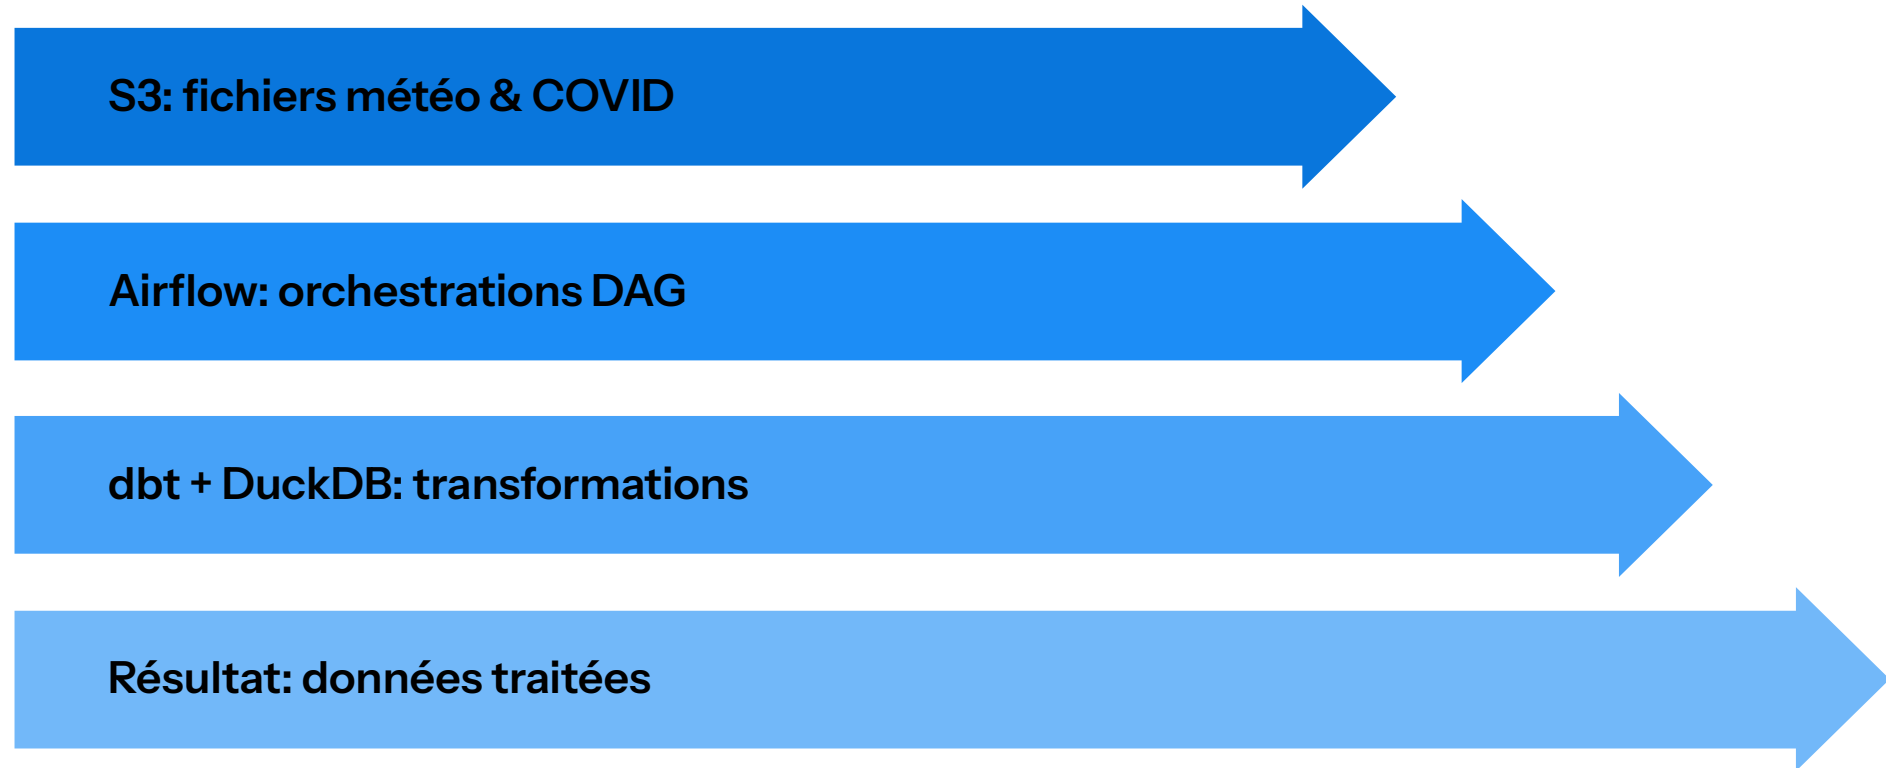 S3: fichiers météo & COVID
Airflow: orchestrations DAG
dbt + DuckDB: transformations
Résultat: données traitées